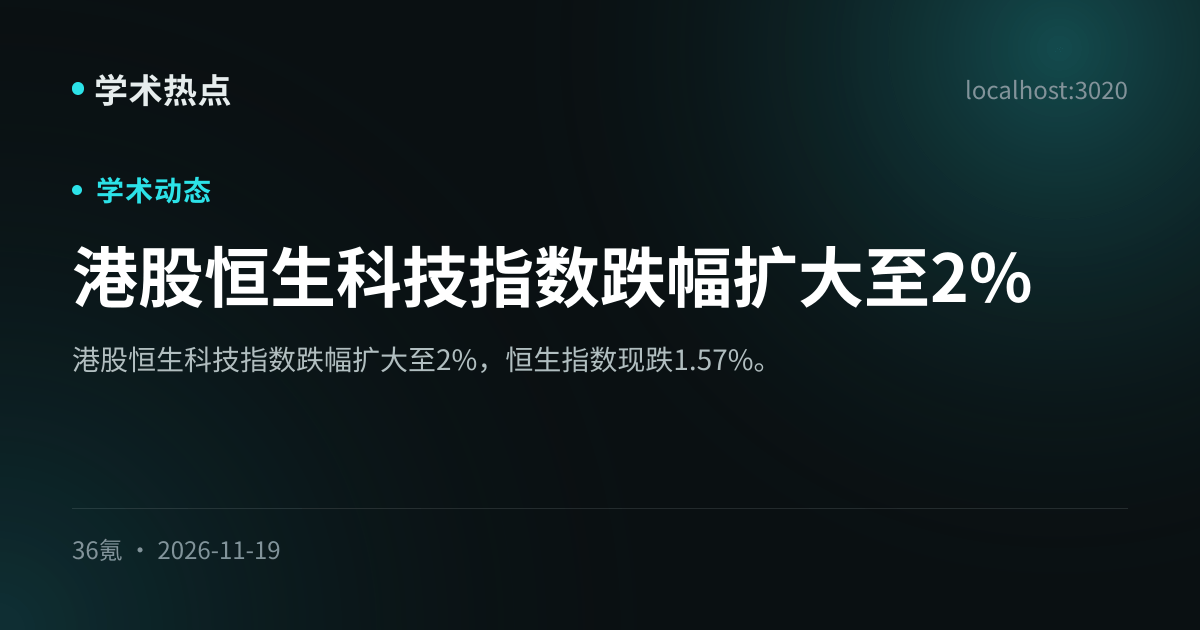 学术热点
localhost:3020
学术动态
港股恒生科技指数跌幅扩大至2%
港股恒生科技指数跌幅扩大至2%，恒生指数现跌1.57%。
36氪 · 2026-11-19